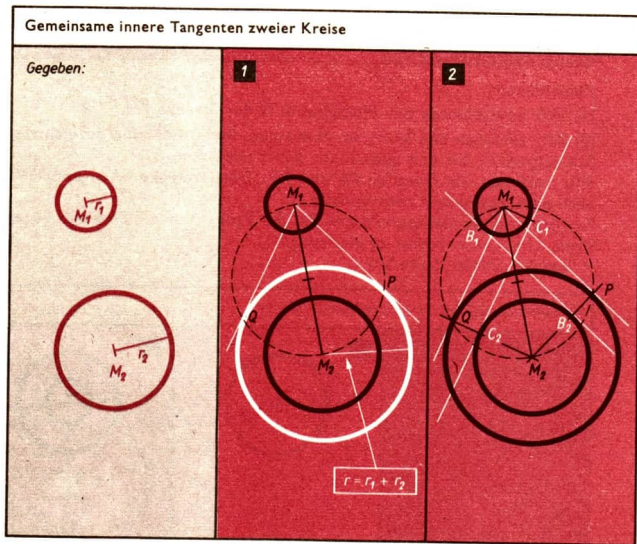 Gemeinsame innere Tangenten zweier Kreise
Gegeben:
M₁ r₁
r₂
M₂
1
M₁
P
Q
M₂
r = r₁ + r₂
2
M₁
B₁ C₁
P
Q
B₂
C₂
M₂